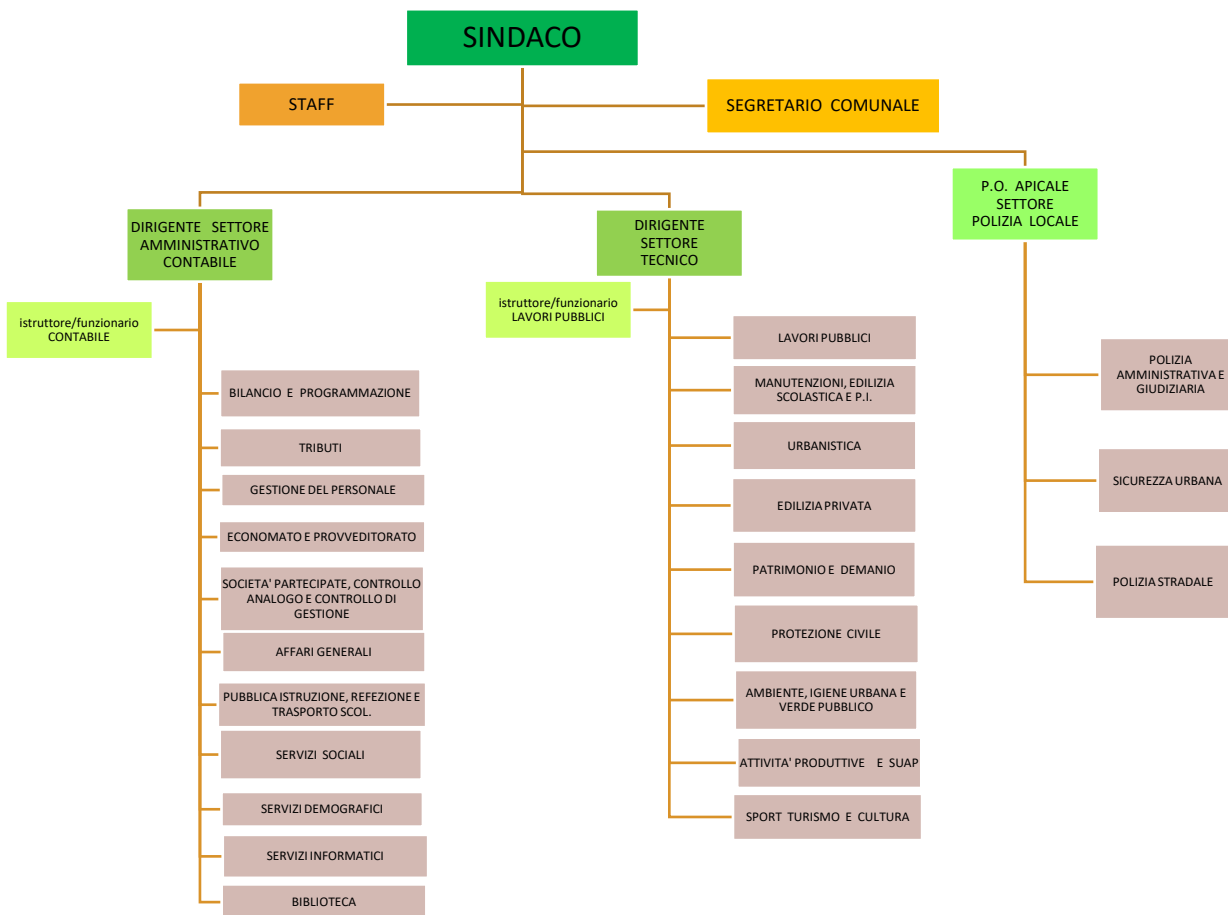 SINDACO
STAFF
SEGRETARIO COMUNALE
P.O. APICALE
SETTORE
POLIZIA LOCALE
DIRIGENTE SETTORE
AMMINISTRATIVO
CONTABILE
DIRIGENTE
SETTORE
TECNICO
istruttore/funzionario
CONTABILE
istruttore/funzionario
LAVORI PUBBLICI
BILANCIO E PROGRAMMAZIONE
TRIBUTI
GESTIONE DEL PERSONALE
ECONOMATO E PROVVEDITORATO
SOCIETA' PARTECIPATE, CONTROLLO
ANALOGO E CONTROLLO DI
GESTIONE
AFFARI GENERALI
PUBBLICA ISTRUZIONE, REFEZIONE E
TRASPORTO SCOL.
SERVIZI SOCIALI
SERVIZI DEMOGRAFICI
SERVIZI INFORMATICI
BIBLIOTECA
LAVORI PUBBLICI
MANUTENZIONI, EDILIZIA
SCOLASTICA E P.I.
URBANISTICA
EDILIZIA PRIVATA
PATRIMONIO E DEMANIO
PROTEZIONE CIVILE
AMBIENTE, IGIENE URBANA E
VERDE PUBBLICO
ATTIVITA' PRODUTTIVE E SUAP
SPORT TURISMO E CULTURA
POLIZIA
AMMINISTRATIVA E
GIUDIZIARIA
SICUREZZA URBANA
POLIZIA STRADALE